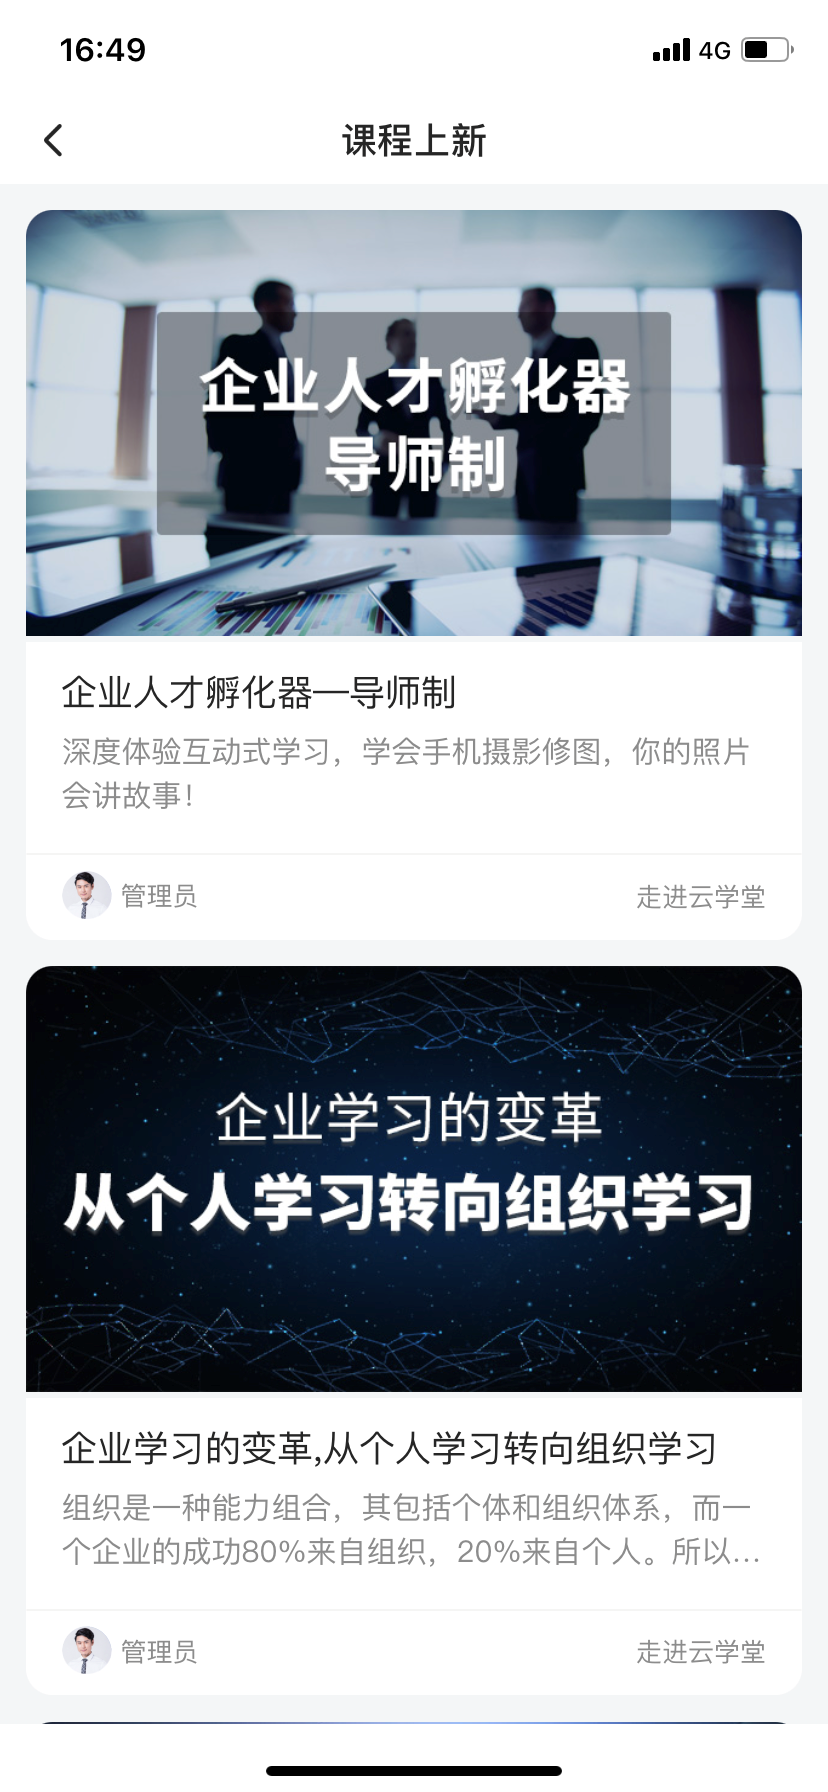 16:49
4G
课程上新
企业人才孵化器
导师制
企业人才孵化器—导师制
深度体验互动式学习，学会手机摄影修图，你的照片
会讲故事！
管理员
走进云学堂
企业学习的变革
从个人学习转向组织学习
企业学习的变革,从个人学习转向组织学习
组织是一种能力组合，其包括个体和组织体系，而一
个企业的成功80%来自组织，20%来自个人。所以...
管理员
走进云学堂